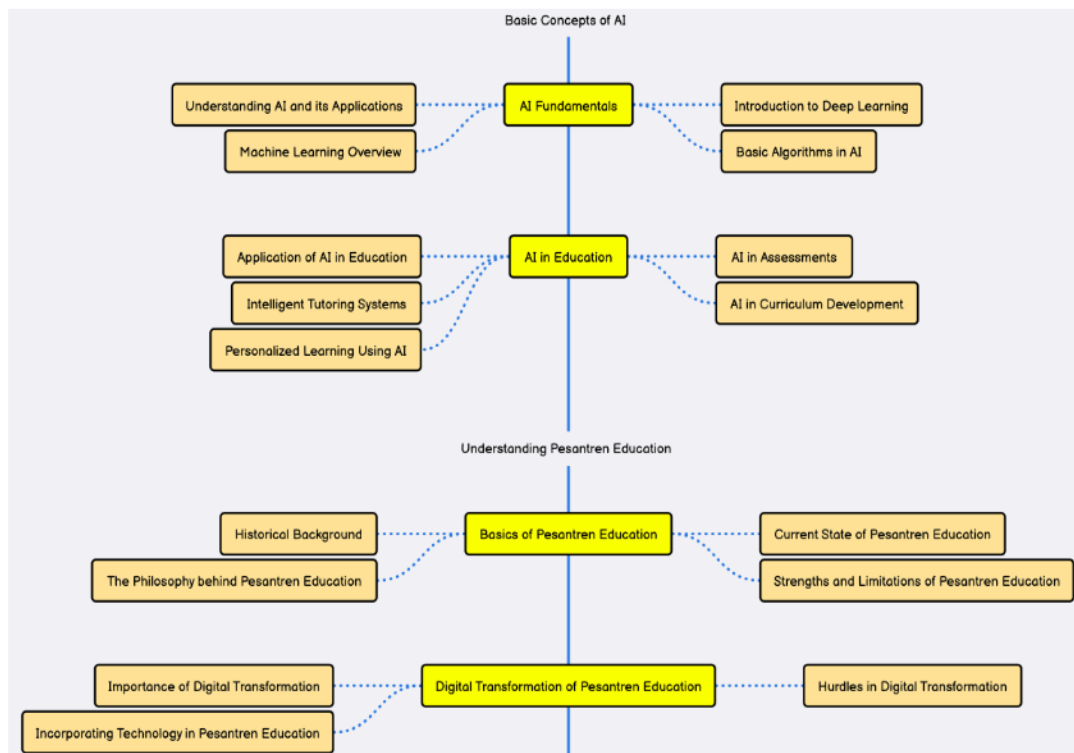 Basic Concepts of AI
Understanding AI and its Applications
AI Fundamentals
Introduction to Deep Learning
Machine Learning Overview
Basic Algorithms in AI
Application of AI in Education
AI in Education
AI in Assessments
Intelligent Tutoring Systems
AI in Curriculum Development
Personalized Learning Using AI
Understanding Pesantren Education
Historical Background
Basics of Pesantren Education
Current State of Pesantren Education
The Philosophy behind Pesantren Education
Strengths and Limitations of Pesantren Education
Importance of Digital Transformation
Digital Transformation of Pesantren Education
Hurdles in Digital Transformation
Incorporating Technology in Pesantren Education